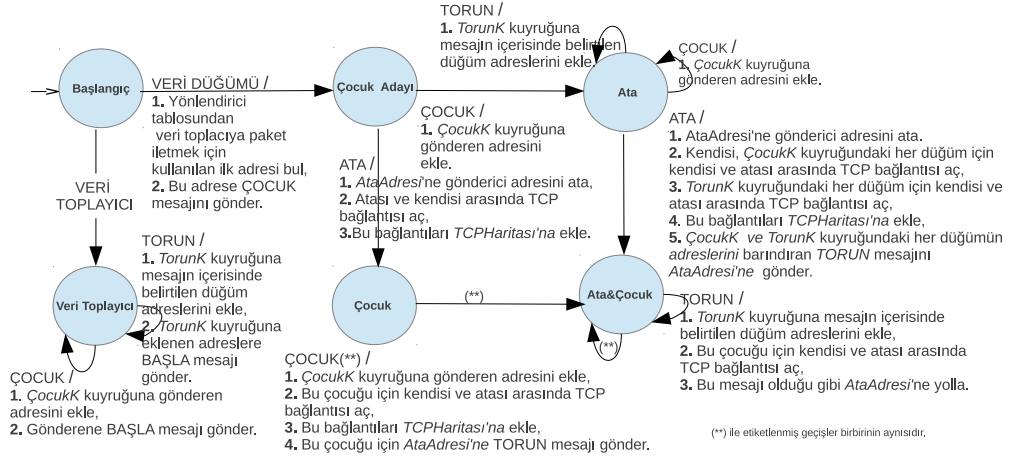 TORUN /
1. TorunK kuyruğuna
mesajın içerisinde belirtilen
düğüm adreslerini ekle.
ÇOCUK /
1. ÇocukK kuyruğuna
gönderen adresini ekle.
Başlangıç
VERİ DÜĞÜMÜ /
1. Yönlendirici
tablosundan
veri toplacıya paket
iletmek için
kullanılan ilk adresi bul,
2. Bu adrese ÇOCUK
mesajını gönder.
Çocuk Adayı
Ata
ÇOCUK /
1. ÇocukK kuyruğuna
gönderen adresini
ekle.
ATA /
1. AtaAdresi'ne gönderici adresini ata,
2. Atası ve kendisi arasında TCP
bağlantısı aç,
3.Bu bağlantıları TCPHaritası'na ekle.
ATA /
1. AtaAdresi'ne gönderici adresini ata.
2. Kendisi, ÇocukK kuyruğundaki her düğüm için
kendisi ve atası arasında TCP bağlantısı aç,
3. TorunK kuyruğundaki her düğüm için kendisi ve
atası arasında TCP bağlantısı aç,
4. Bu bağlantıları TCPHaritası'na ekle,
5. ÇocukK ve TorunK kuyruğundaki her düğümün
adreslerini barındıran TORUN mesajını
AtaAdresi'ne gönder.
VERİ
TOPLAYICI
TORUN /
1. TorunK kuyruğuna
mesajın içerisinde
belirtilen düğüm
adreslerini ekle,
2. TorunK kuyruğuna
eklenen adreslere
BAŞLA mesajı
gönder.
Veri Toplayıcı
Çocuk
(**)
Ata&Çocuk
(**)
TORUN /
1. TorunK kuyruğuna mesajın içerisinde
belirtilen düğüm adreslerini ekle,
2. Bu çocuğu için kendisi ve atası arasında
TCP bağlantısı aç,
3. Bu mesajı olduğu gibi AtaAdresi'ne yolla.
ÇOCUK /
1. ÇocukK kuyruğuna gönderen
adresini ekle,
2. Gönderene BAŞLA mesajı gönder.
ÇOCUK(**) /
1. ÇocukK kuyruğuna gönderen adresini ekle,
2. Bu çocuğu için kendisi ve atası arasında TCP
bağlantısı aç,
3. Bu bağlantıları TCPHaritası'na ekle,
4. Bu çocuğu için AtaAdresi'ne TORUN mesajı gönder.
(**) ile etiketlenmiş geçişler birbirinin aynısıdır.